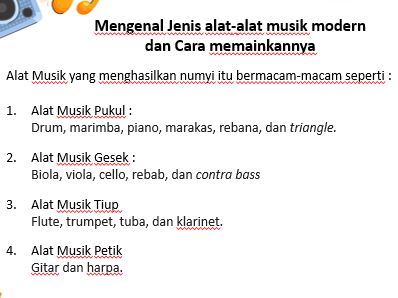 Mengenal Jenis alat-alat musik modern
dan Cara memainkannya
Alat Musik yang menghasilkan numyi itu bermacam-macam seperti :
1. Alat Musik Pukul :
Drum, marimba, piano, marakas, rebana, dan triangle.
2. Alat Musik Gesek :
Biola, viola, cello, rebab, dan contra bass
3. Alat Musik Tiup
Flute, trumpet, tuba, dan klarinet.
4. Alat Musik Petik
Gitar dan harpa.